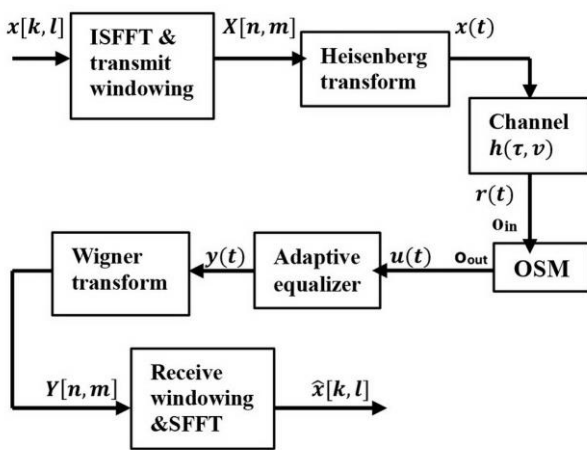 x[k, l]
ISFFT &
transmit
windowing
X[n, m]
Heisenberg
transform
x(t)
Channel
h(τ, v)
r(t)
o_in
OSM
o_out
u(t)
Adaptive
equalizer
y(t)
Wigner
transform
Y[n, m]
Receive
windowing
&SFFT
x̂[k, l]